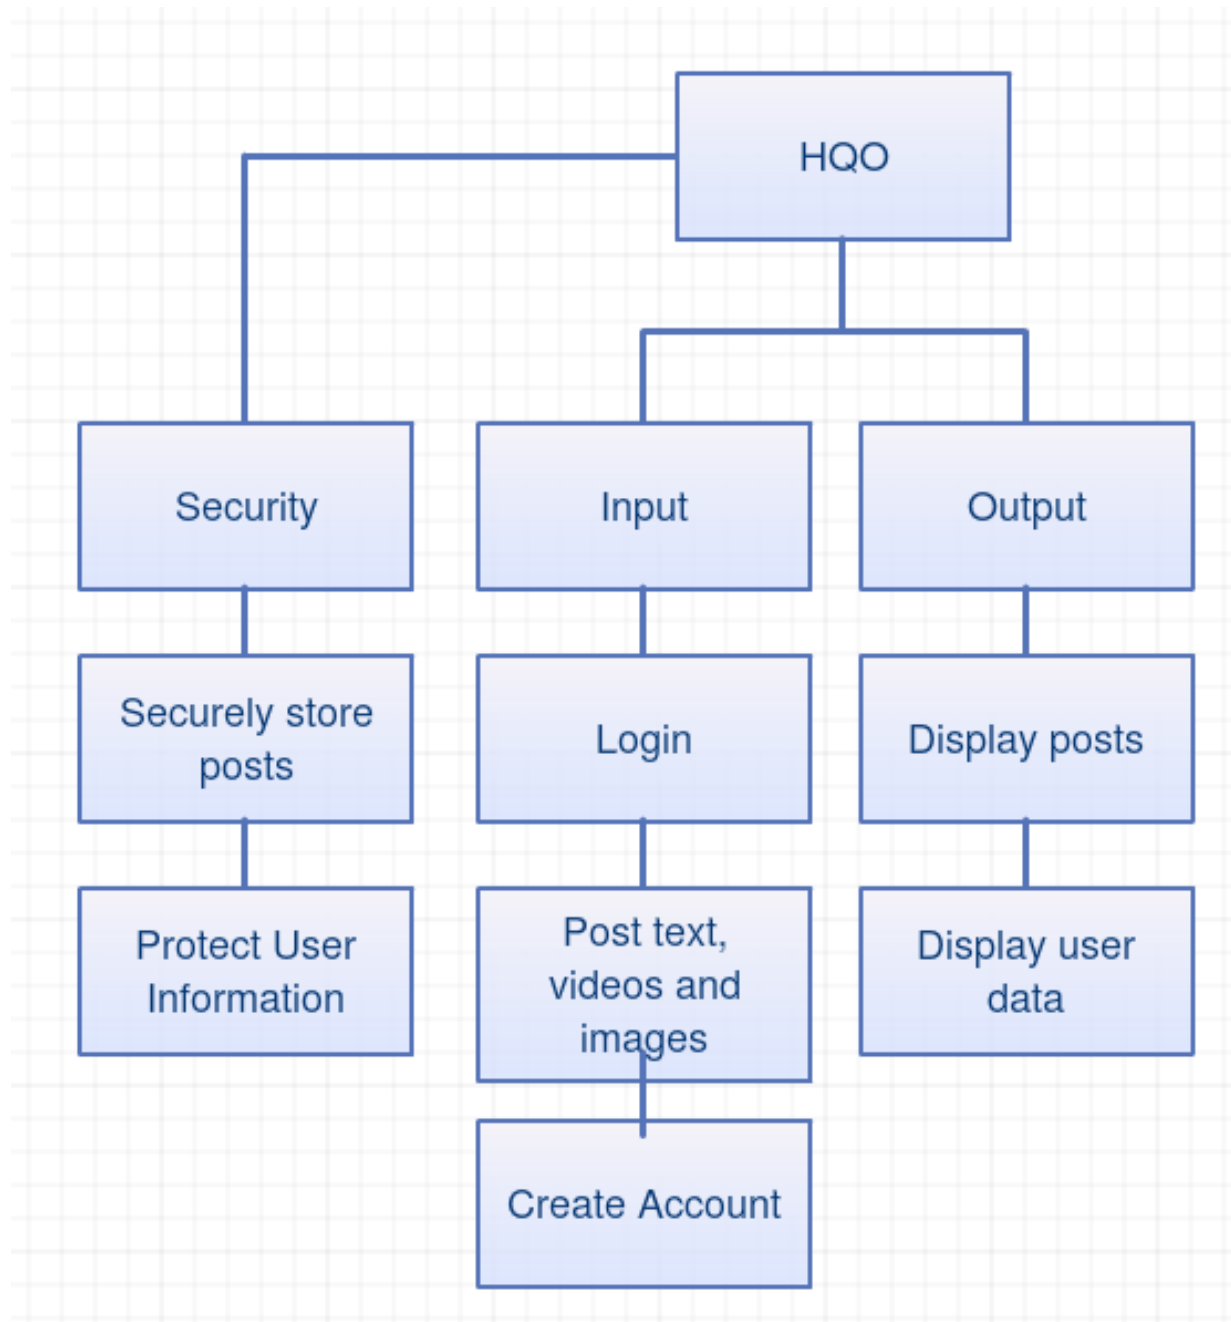 HQO
Security
Input
Output
Securely store
posts
Login
Display posts
Protect User
Information
Post text,
videos and
images
Display user
data
Create Account